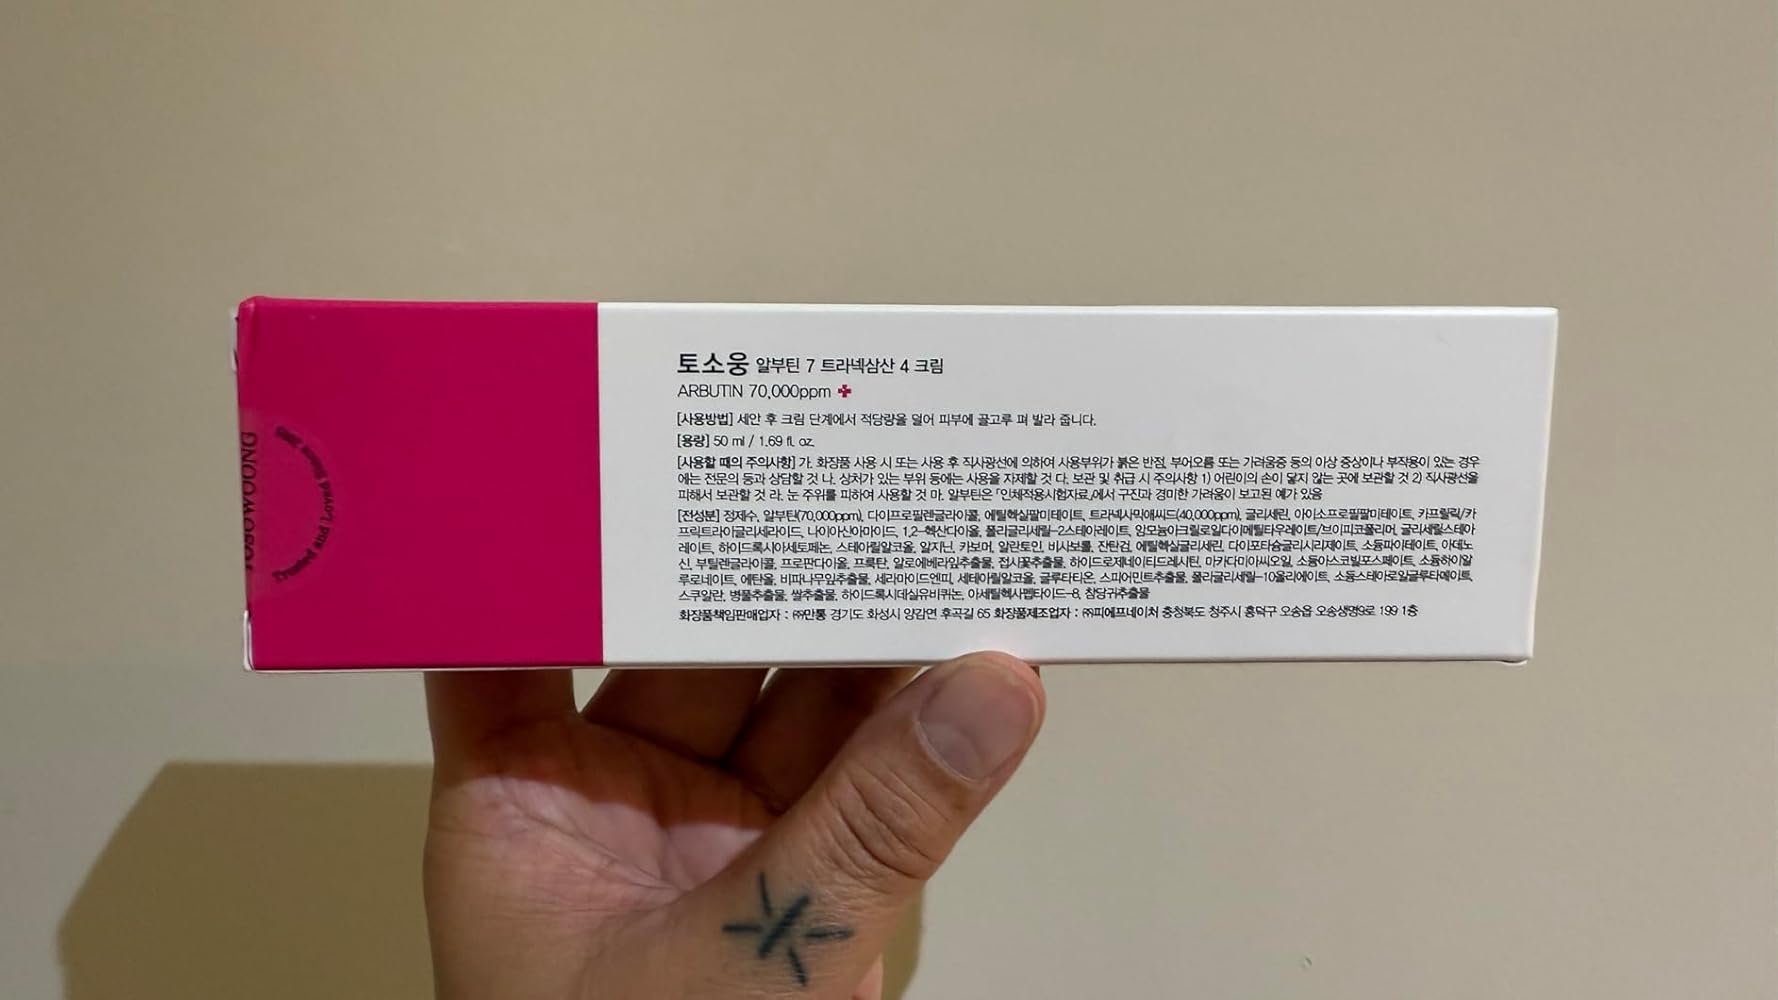 TOSOWOONG
Trusted and Loved
토소웅 알부틴 7 트라넥삼산 4 크림
ARBUTIN 70,000ppm
[사용방법] 세안 후 크림 단계에서 적당량을 덜어 피부에 골고루 펴 발라 줍니다.
[용량] 50 ml / 1.69 fl. oz.
[사용할 때의 주의사항] 가. 화장품 사용 시 또는 사용 후 직사광선에 의하여 사용부위가 붉은 반점, 부어오름 또는 가려움증 등의 이상 증상이나 부작용이 있는 경우
에는 전문의 등과 상담할 것 나. 상처가 있는 부위 등에는 사용을 자제할 것 다. 보관 및 취급 시 주의사항 1) 어린이의 손이 닿지 않는 곳에 보관할 것 2) 직사광선을
피해서 보관할 것 라. 눈 주위를 피하여 사용할 것 마. 알부틴은 「인체적용시험자료」에서 구진과 경미한 가려움이 보고된 예가 있음
[전성분] 정제수, 알부틴(70,000ppm), 다이프로필렌글라이콜, 에틸헥실팔미테이트, 트라넥사믹애씨드(40,000ppm), 글리세린, 아이소프로필팔미테이트, 카프릴릭/카
프릭트라이글리세라이드, 나이아신아마이드, 1,2-헥산다이올, 폴리글리세릴-2스테아레이트, 암모늄아크릴로일다이메틸타우레이트/브이피코폴리머, 글리세릴스테아
레이트, 하이드록시아세토페논, 스테아릴알코올, 알지닌, 카보머, 알란토인, 비사보롤, 잔탄검, 에틸헥실글리세린, 다이포타슘글리시리제이트, 소듐파이테이트, 아데노
신, 부틸렌글라이콜, 프로판다이올, 프룩탄, 알로에베라잎추출물, 접시꽃추출물, 하이드로제네이티드레시틴, 마카다미아씨오일, 소듐아스코빌포스페이트, 소듐하이알
루로네이트, 에탄올, 비파나무잎추출물, 세라마이드엔피, 세테아릴알코올, 글루타티온, 스피어민트추출물, 폴리글리세릴-10올리에이트, 소듐스테아로일글루타메이트,
스쿠알란, 병풀추출물, 쌀추출물, 하이드록시데실유비퀴논, 아세틸헥사펩타이드-8, 참당귀추출물
화장품책임판매업자 : ㈜만통 경기도 화성시 양감면 후곡길 65 화장품제조업자 : ㈜피에프네이처 충청북도 청주시 흥덕구 오송읍 오송생명9로 199 1층